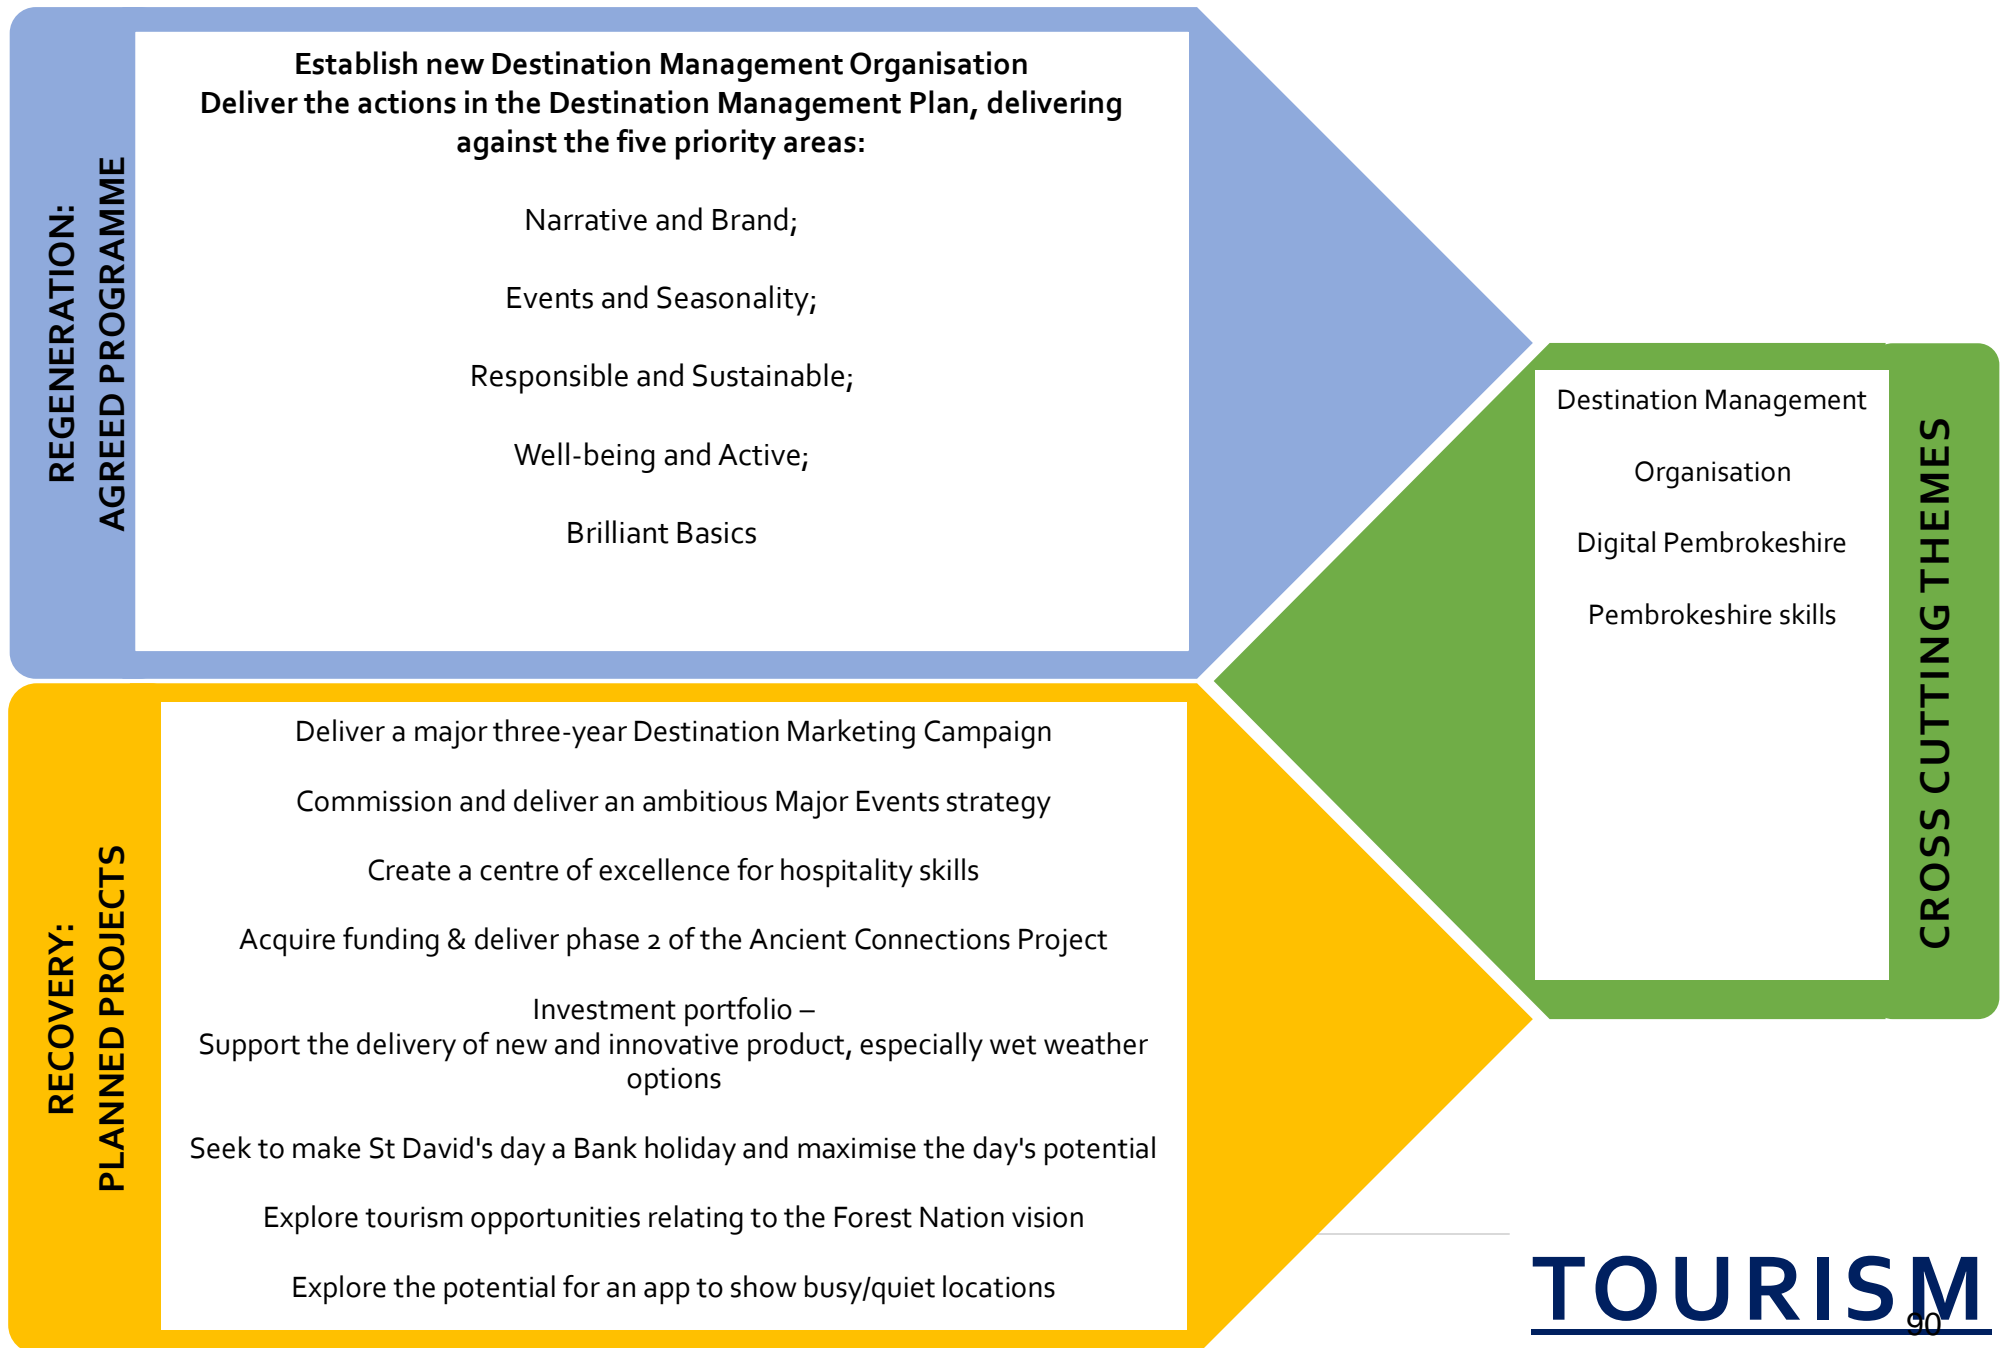 REGENERATION:
AGREED PROGRAMME
Establish new Destination Management Organisation
Deliver the actions in the Destination Management Plan, delivering
against the five priority areas:
Narrative and Brand;
Events and Seasonality;
Responsible and Sustainable;
Well-being and Active;
Brilliant Basics
RECOVERY:
PLANNED PROJECTS
Deliver a major three-year Destination Marketing Campaign
Commission and deliver an ambitious Major Events strategy
Create a centre of excellence for hospitality skills
Acquire funding & deliver phase 2 of the Ancient Connections Project
Investment portfolio –
Support the delivery of new and innovative product, especially wet weather
options
Seek to make St David's day a Bank holiday and maximise the day's potential
Explore tourism opportunities relating to the Forest Nation vision
Explore the potential for an app to show busy/quiet locations
Destination Management
Organisation
Digital Pembrokeshire
Pembrokeshire skills
CROSS CUTTING THEMES
TOURISM
90